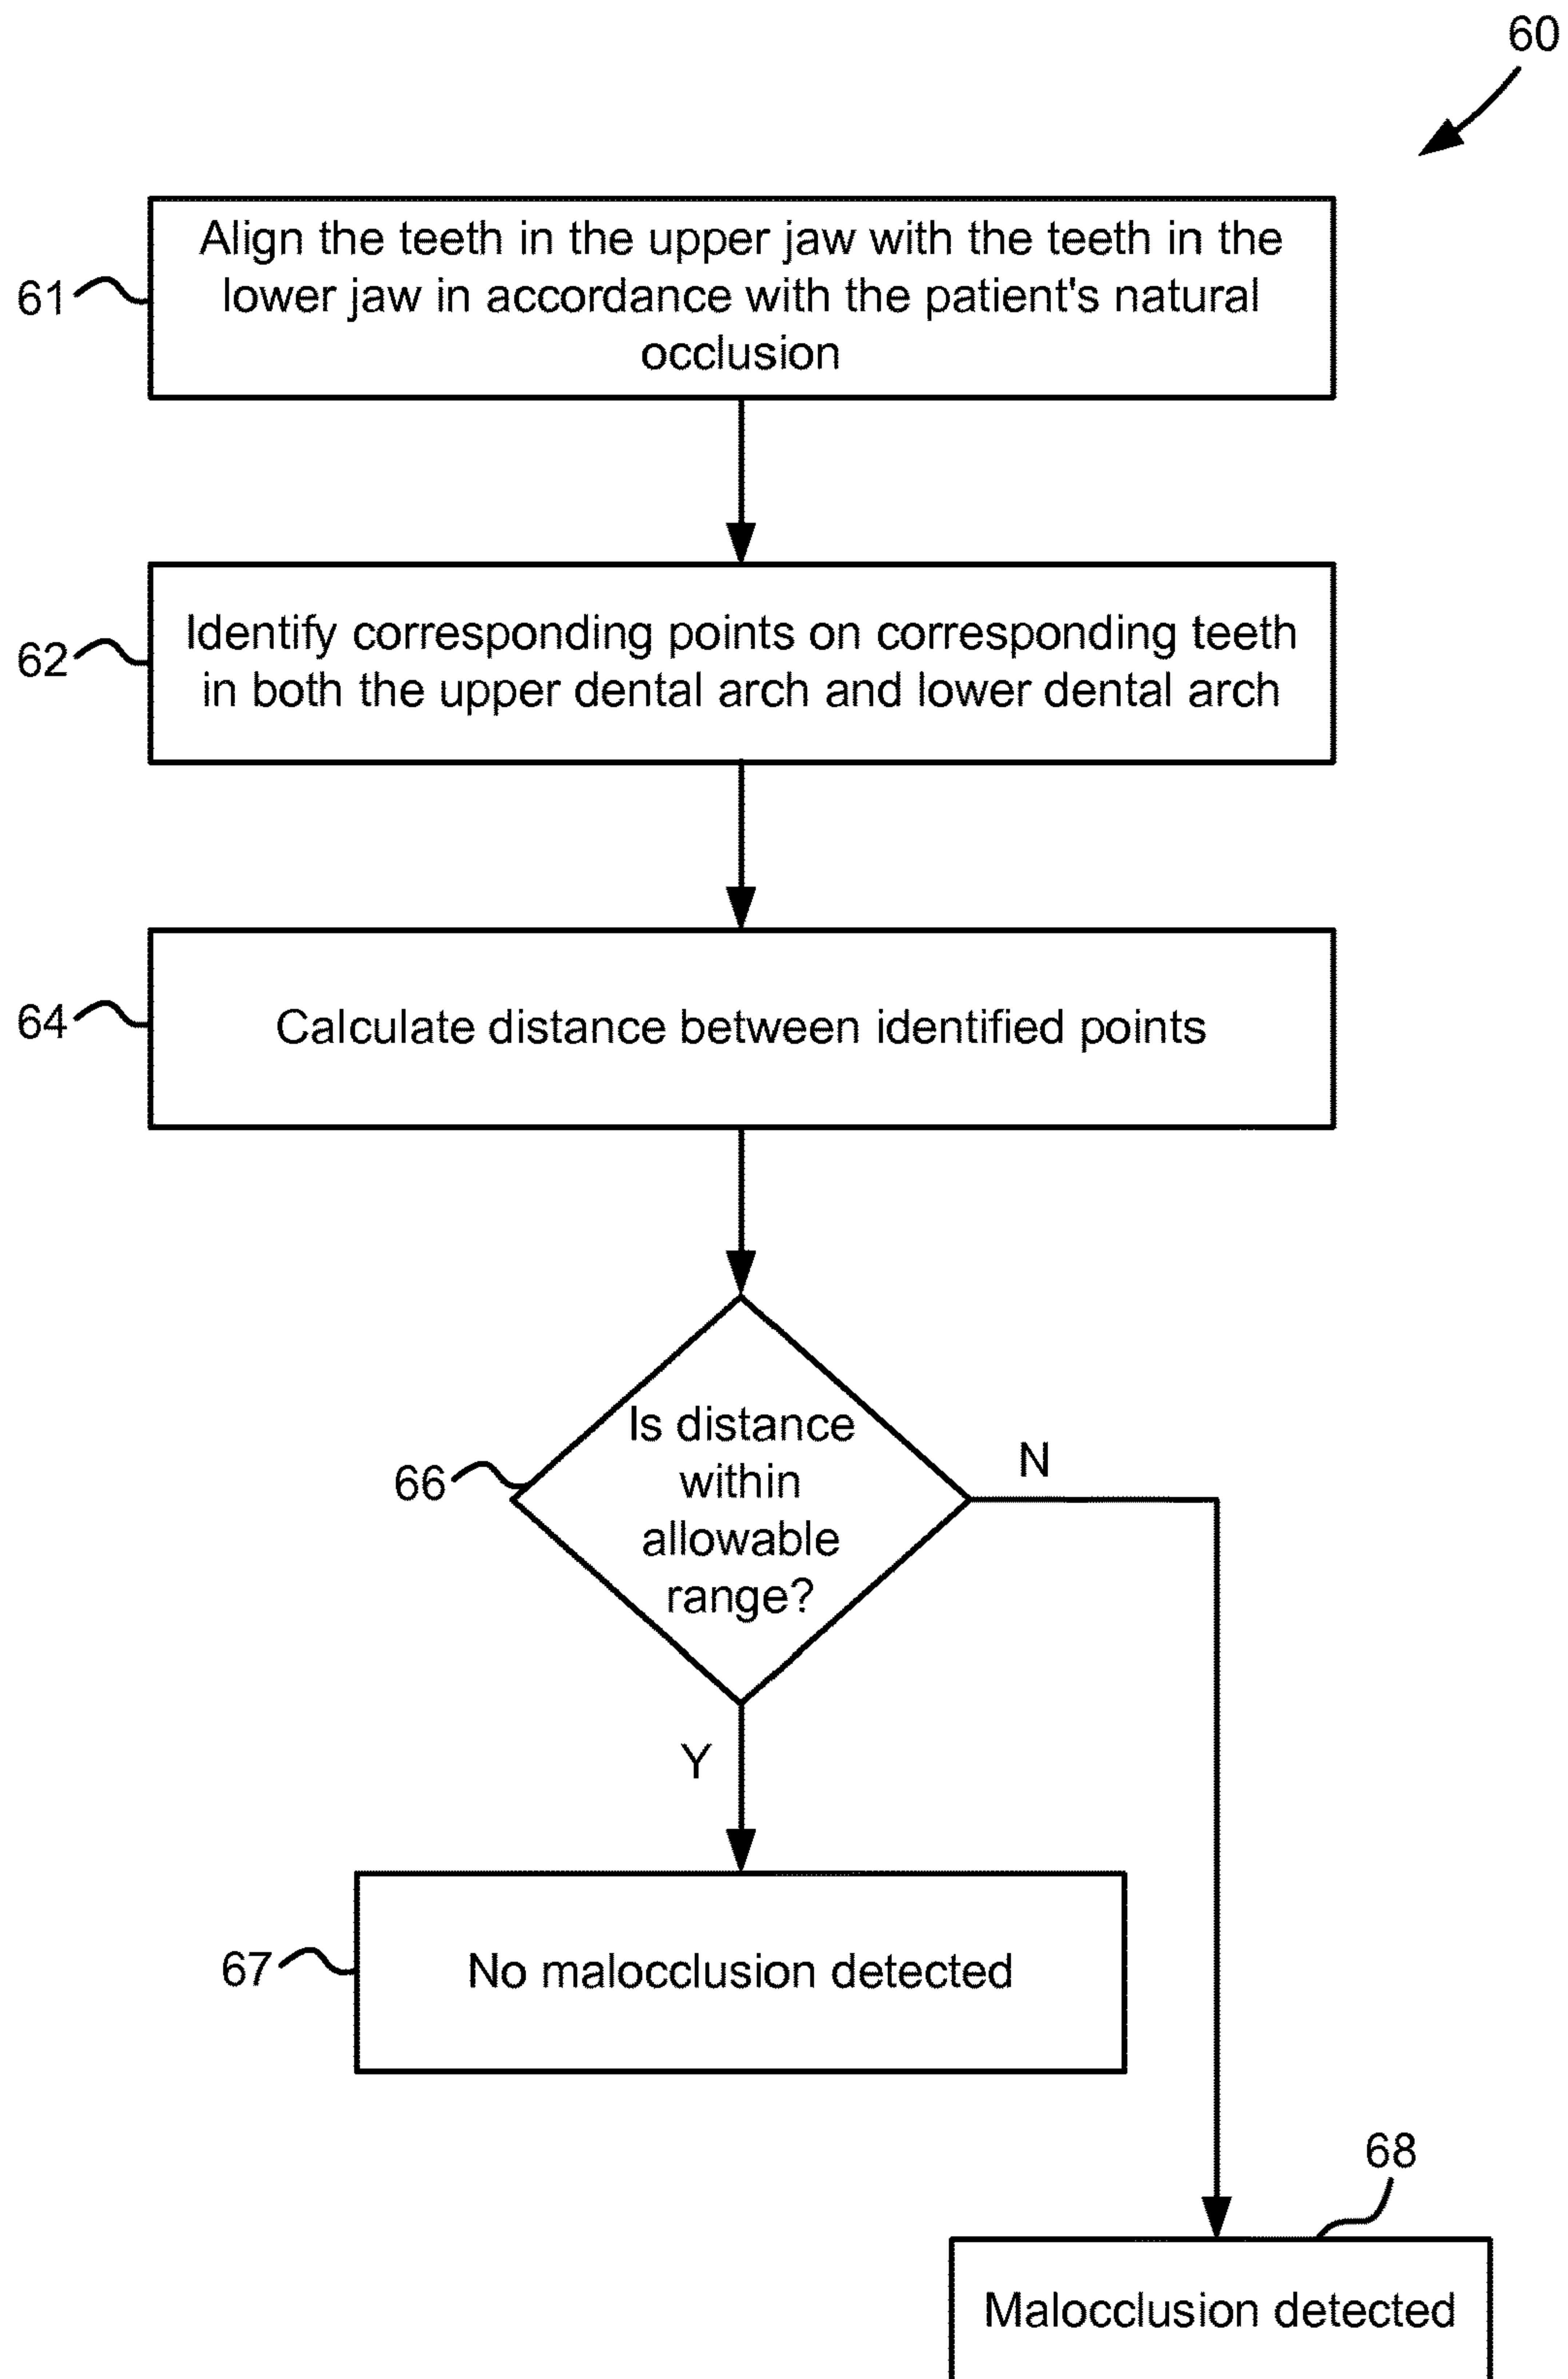 60
Align the teeth in the upper jaw with the teeth in the
lower jaw in accordance with the patient's natural
occlusion
61
Identify corresponding points on corresponding teeth
in both the upper dental arch and lower dental arch
62
Calculate distance between identified points
64
Is distance
within
allowable
range?
66
N
Y
No malocclusion detected
67
68
Malocclusion detected